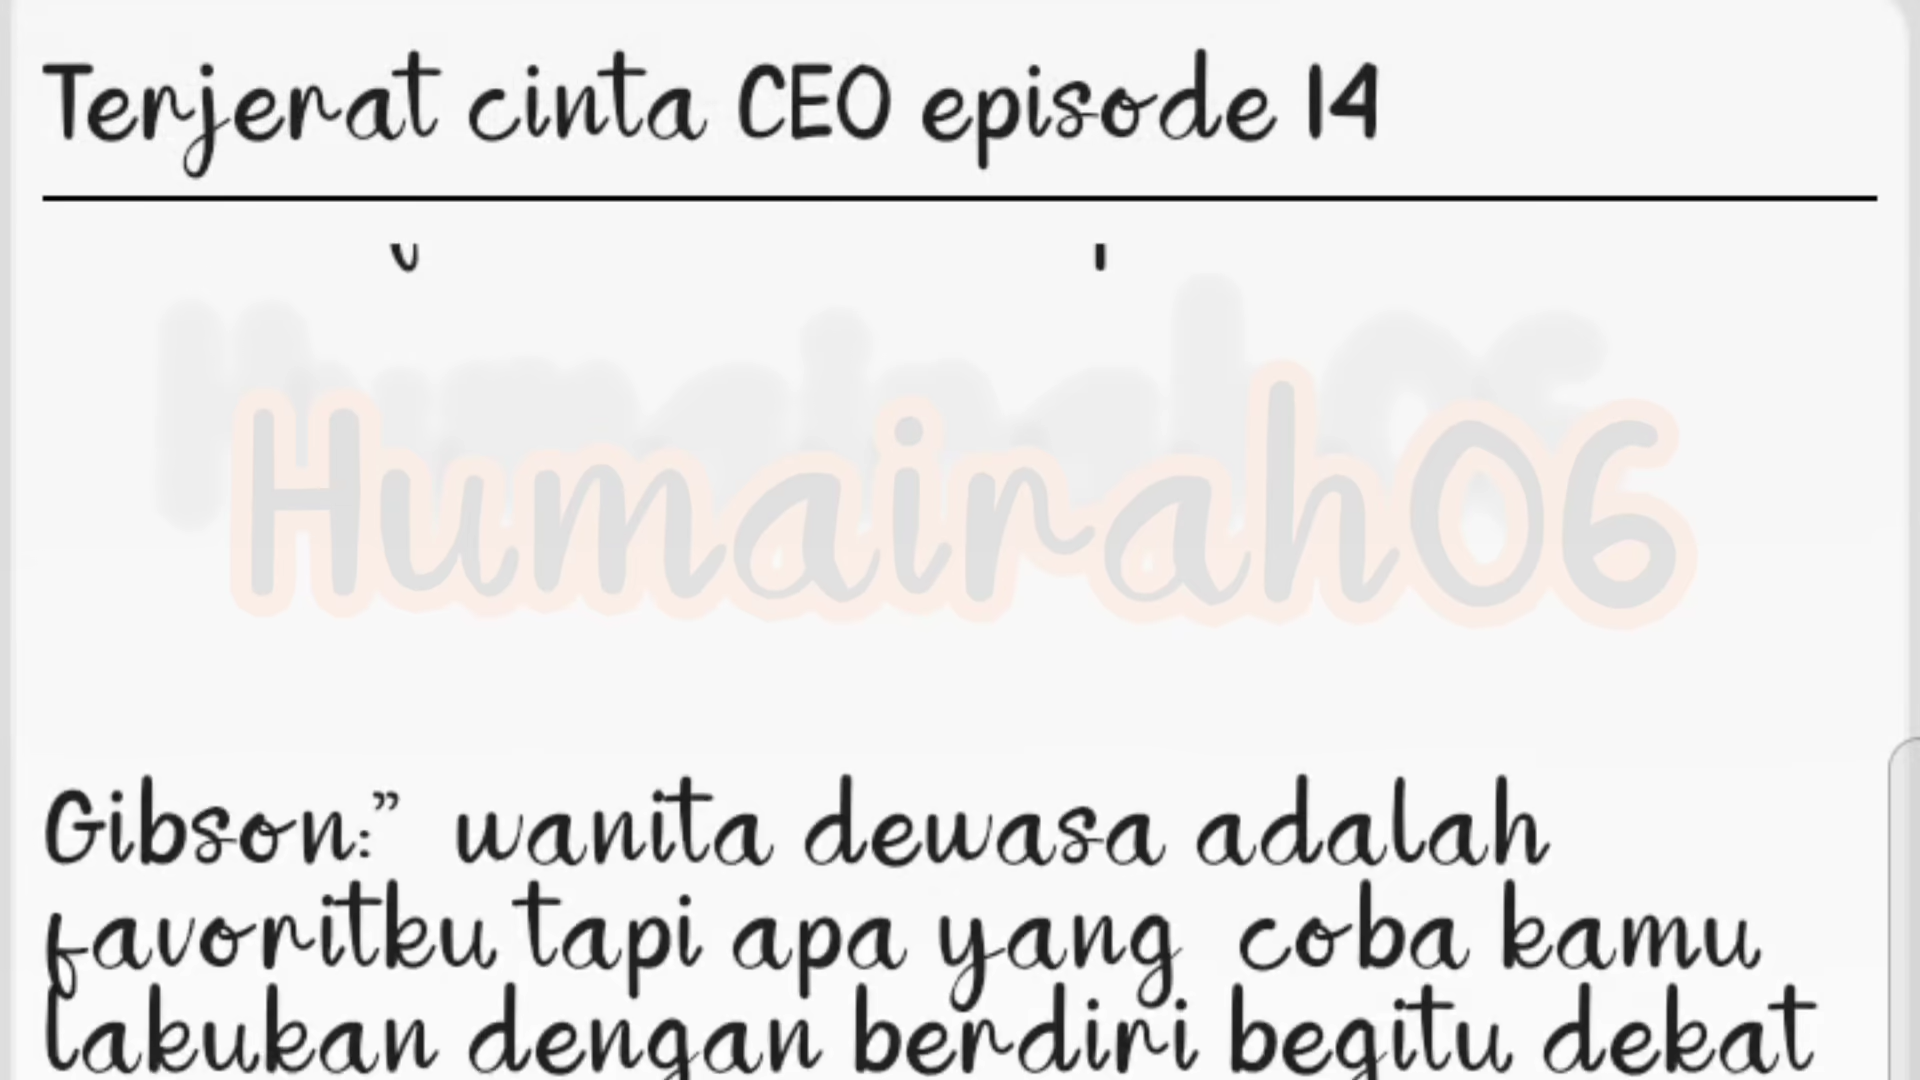 Terjerat cinta CEO episode 14
Humairah06
Gibson:” wanita dewasa adalah
favoritku tapi apa yang coba kamu
lakukan dengan berdiri begitu dekat